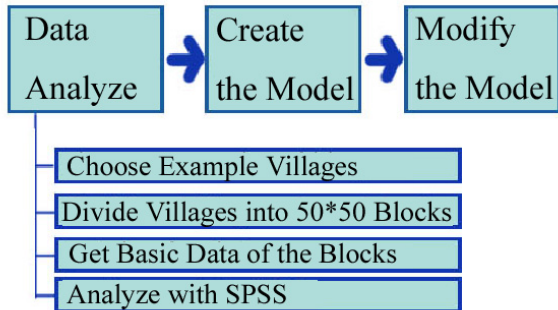 Data
Analyze
Create
the Model
Modify
the Model
Choose Example Villages
Divide Villages into 50*50 Blocks
Get Basic Data of the Blocks
Analyze with SPSS